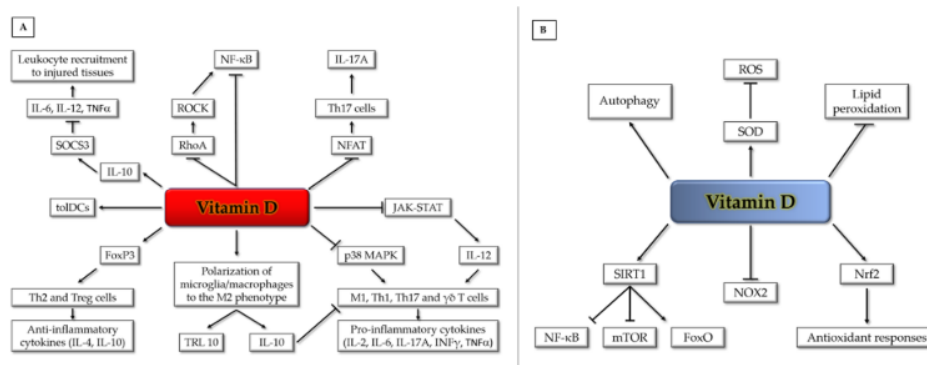 A
Leukocyte recruitment
to injured tissues
IL-6, IL-12, TNFα
SOCS3
IL-10
NF-κB
ROCK
RhoA
IL-17A
Th17 cells
NFAT
Vitamin D
tolDCs
JAK-STAT
FoxP3
Polarization of
microglia/macrophages
to the M2 phenotype
p38 MAPK
IL-12
Th2 and Treg cells
M1, Th1, Th17 and γδ T cells
Anti-inflammatory
cytokines (IL-4, IL-10)
TRL 10
IL-10
Pro-inflammatory cytokines
(IL-2, IL-6, IL-17A, INFγ, TNFα)
B
Autophagy
ROS
SOD
Lipid
peroxidation
Vitamin D
SIRT1
NOX2
Nrf2
NF-κB
mTOR
FoxO
Antioxidant responses